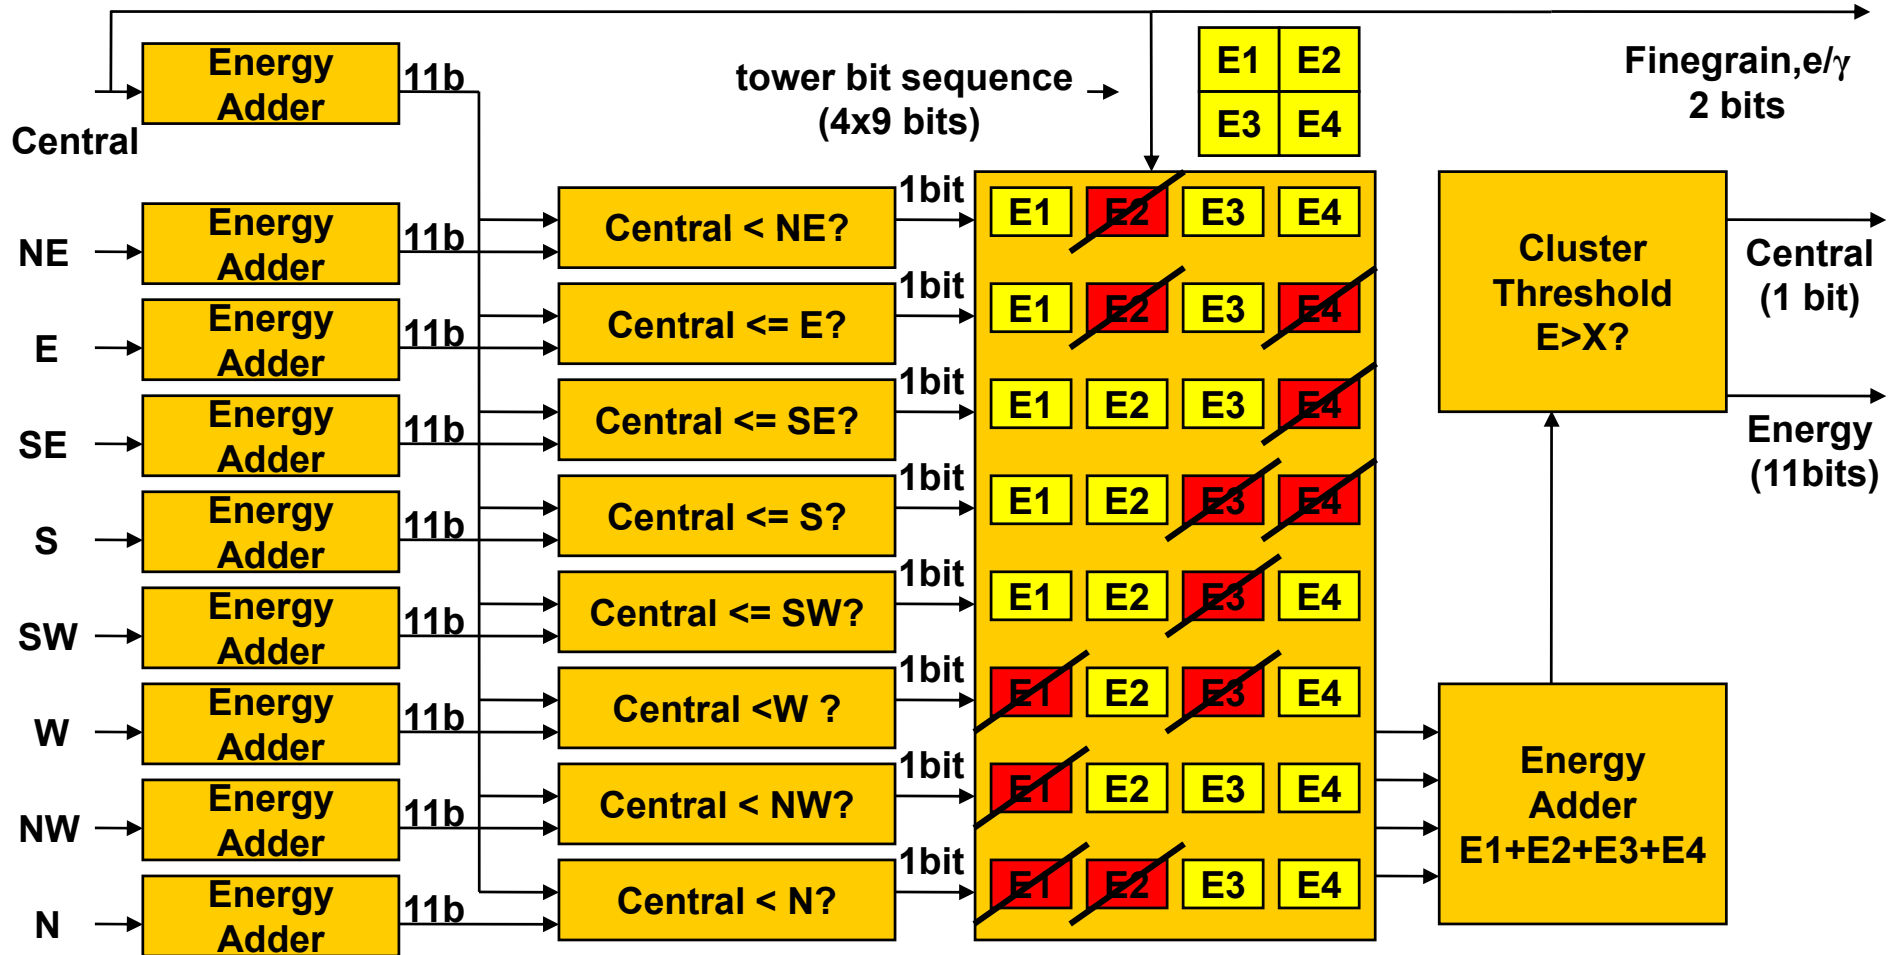 Energy
Adder
11b
Central
tower bit sequence
(4x9 bits)
E1 E2
E3 E4
Finegrain,e/γ
2 bits
NE
Energy
Adder
11b
Central < NE?
1bit
E1 E2 E3 E4
E
Energy
Adder
11b
Central <= E?
1bit
E1 E2 E3 E4
SE
Energy
Adder
11b
Central <= SE?
1bit
E1 E2 E3 E4
S
Energy
Adder
11b
Central <= S?
1bit
E1 E2 E3 E4
SW
Energy
Adder
11b
Central <= SW?
1bit
E1 E2 E3 E4
W
Energy
Adder
11b
Central <W ?
1bit
E1 E2 E3 E4
NW
Energy
Adder
11b
Central < NW?
1bit
E1 E2 E3 E4
N
Energy
Adder
11b
Central < N?
1bit
E1 E2 E3 E4
Cluster
Threshold
E>X?
Central
(1 bit)
Energy
(11bits)
Energy
Adder
E1+E2+E3+E4